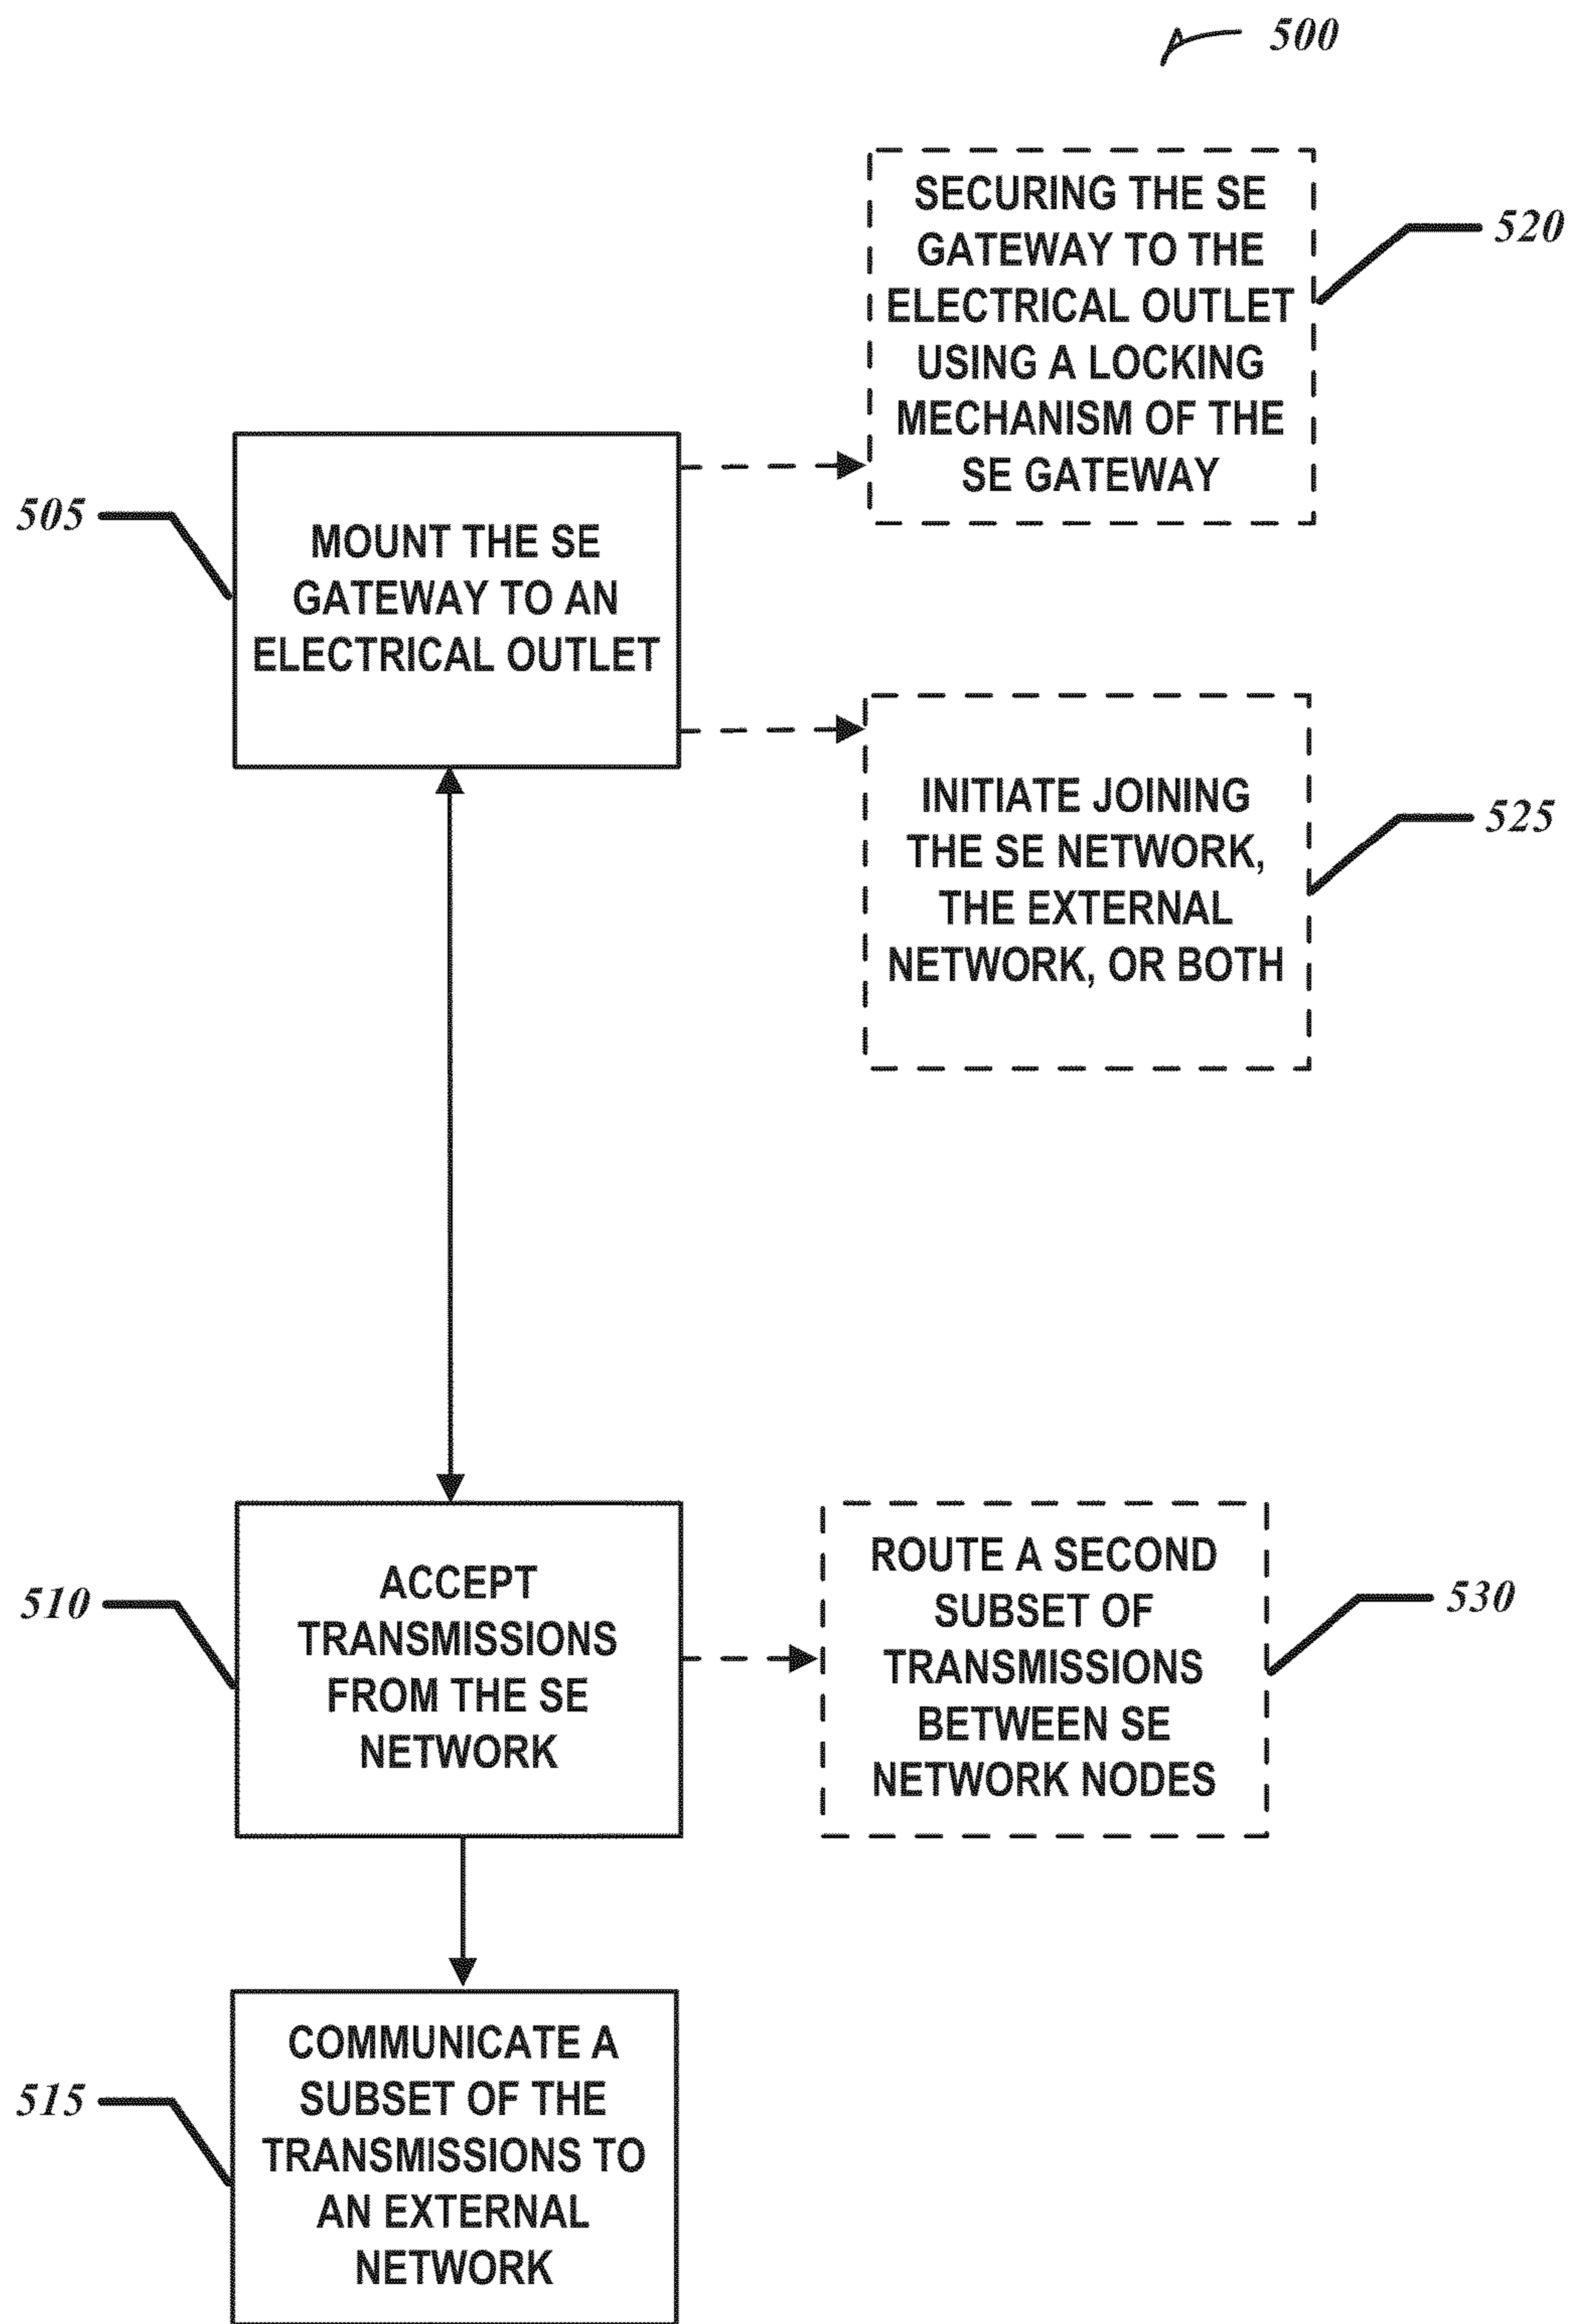 500
SECURING THE SE
GATEWAY TO THE
ELECTRICAL OUTLET
USING A LOCKING
MECHANISM OF THE
SE GATEWAY
520
505
MOUNT THE SE
GATEWAY TO AN
ELECTRICAL OUTLET
INITIATE JOINING
THE SE NETWORK,
THE EXTERNAL
NETWORK, OR BOTH
525
510
ACCEPT
TRANSMISSIONS
FROM THE SE
NETWORK
ROUTE A SECOND
SUBSET OF
TRANSMISSIONS
BETWEEN SE
NETWORK NODES
530
515
COMMUNICATE A
SUBSET OF THE
TRANSMISSIONS TO
AN EXTERNAL
NETWORK